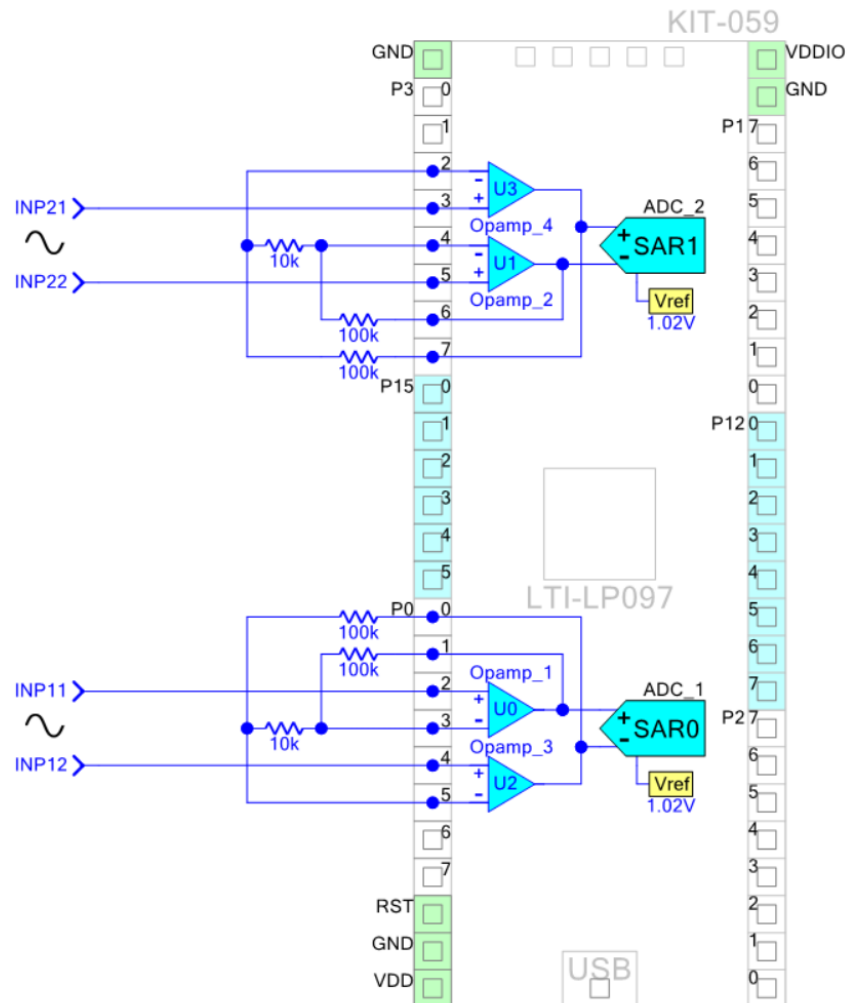 KIT-059
GND
VDDIO
P3 0
GND
1
P1 7
2
6
- U3
+
INP21
3
5
Opamp_4
ADC_2
4
4
10k
- U1
+
+ SAR1
-
INP22
5
3
Opamp_2
Vref
6
2
1.02V
100k
7
1
100k
P15 0
0
1
P12 0
2
1
3
2
4
3
5
4
LTI-LP097
P0 0
5
100k
1
6
100k
Opamp_1
INP11
2
7
ADC_1
+ U0
-
3
P2 7
+ SAR0
-
10k
Opamp_3
INP12
4
6
+ U2
-
Vref
5
5
1.02V
6
4
7
3
RST
2
GND
1
USB
VDD
0